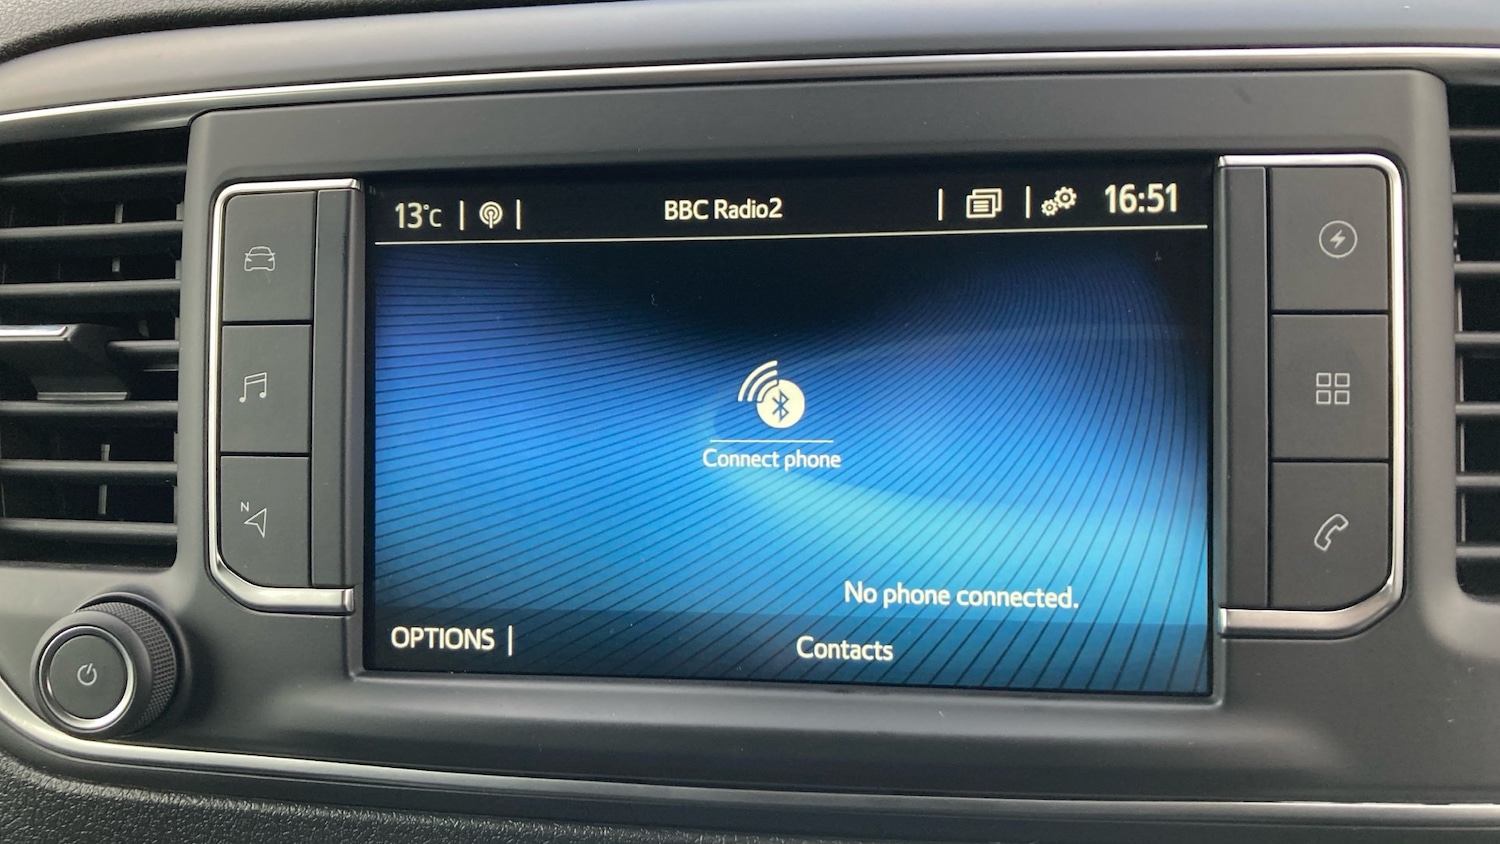 13°C
BBC Radio2
16:51
N
Connect phone
No phone connected.
OPTIONS
Contacts